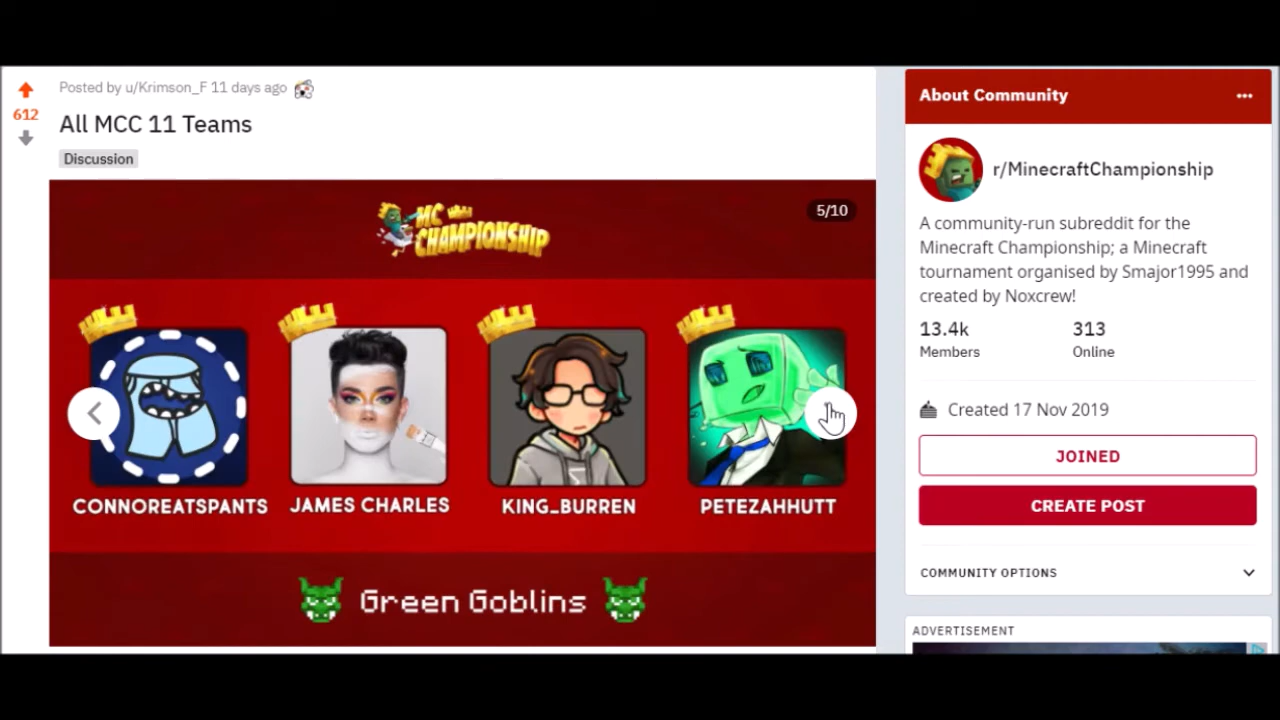 Posted by u/Krimson_F 11 days ago
612
All MCC 11 Teams
Discussion
MC
CHAMPIONSHIP
5/10
CONNOREATSPANTS
JAMES CHARLES
KING_BURREN
PETEZAHHUTT
Green Goblins
About Community
r/MinecraftChampionship
A community-run subreddit for the
Minecraft Championship; a Minecraft
tournament organised by Smajor1995 and
created by Noxcrew!
13.4k
313
Members
Online
Created 17 Nov 2019
JOINED
CREATE POST
COMMUNITY OPTIONS
ADVERTISEMENT